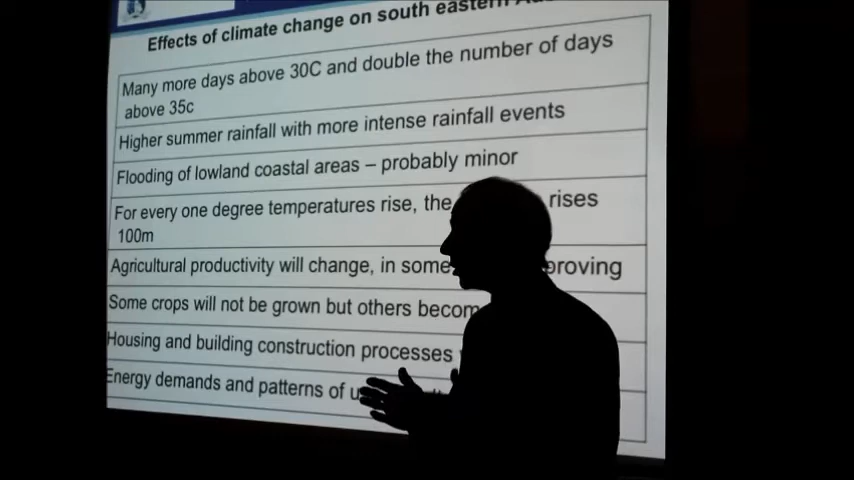 Effects of climate change on south eastern
Many more days above 30C and double the number of days
above 35c
Higher summer rainfall with more intense rainfall events
Flooding of lowland coastal areas – probably minor
For every one degree temperatures rise, the rises
100m
Agricultural productivity will change, in some
Some crops will not be grown but others
Housing and building construction processes
Energy demands and patterns of